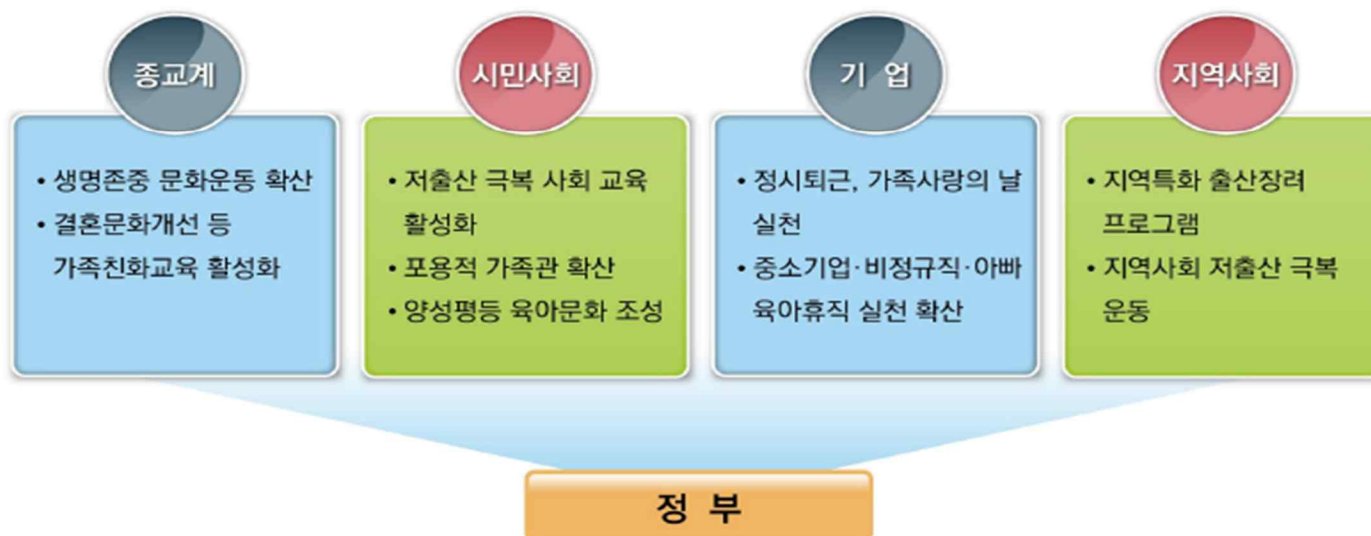 종교계
• 생명존중 문화운동 확산
• 결혼문화개선 등
가족친화교육 활성화
시민사회
• 저출산 극복 사회 교육
활성화
• 포용적 가족관 확산
• 양성평등 육아문화 조성
기 업
• 정시퇴근, 가족사랑의 날
실천
• 중소기업·비정규직·아빠
육아휴직 실천 확산
지역사회
• 지역특화 출산장려
프로그램
• 지역사회 저출산 극복
운동
정 부